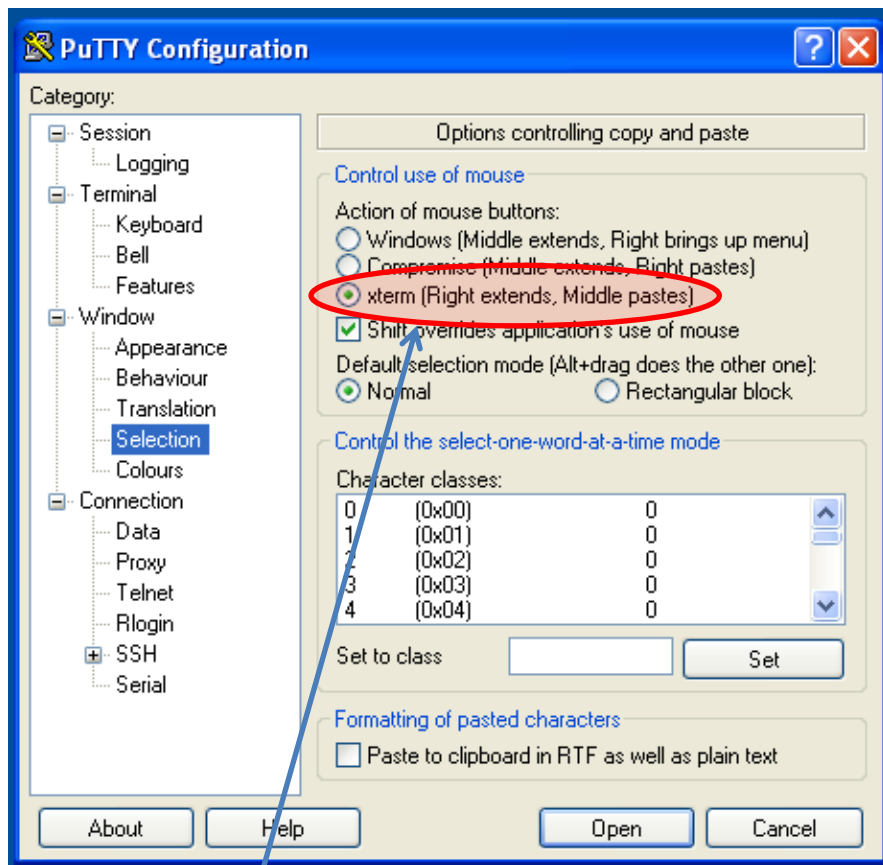 PuTTY Configuration
Category:
Session
Logging
Terminal
Keyboard
Bell
Features
Window
Appearance
Behaviour
Translation
Selection
Colours
Connection
Data
Proxy
Telnet
Rlogin
SSH
Serial
Options controlling copy and paste
Control use of mouse
Action of mouse buttons:
Windows (Middle extends, Right brings up menu)
Compromise (Middle extends, Right pastes)
xterm (Right extends, Middle pastes)
Shift overrides application's use of mouse
Default selection mode (Alt+drag does the other one):
Normal Rectangular block
Control the select-one-word-at-a-time mode
Character classes:
0 (0x00) 0
1 (0x01) 0
2 (0x02) 0
3 (0x03) 0
4 (0x04) 0
Set to class Set
Formatting of pasted characters
Paste to clipboard in RTF as well as plain text
About Help Open Cancel